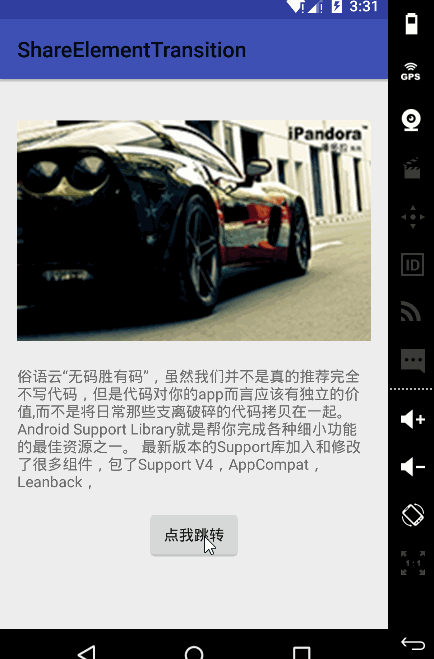 3:31
ShareElementTransition
GPS
iPandora™
ID
俗语云“无码胜有码”，虽然我们并不是真的推荐完全
不写代码，但是代码对你的app而言应该有独立的价
值,而不是将日常那些支离破碎的代码拷贝在一起。
Android Support Library就是帮你完成各种细小功能
的最佳资源之一。 最新版本的Support库加入和修改
了很多组件，包了Support V4，AppCompat，
Leanback，
1:1
点我跳转